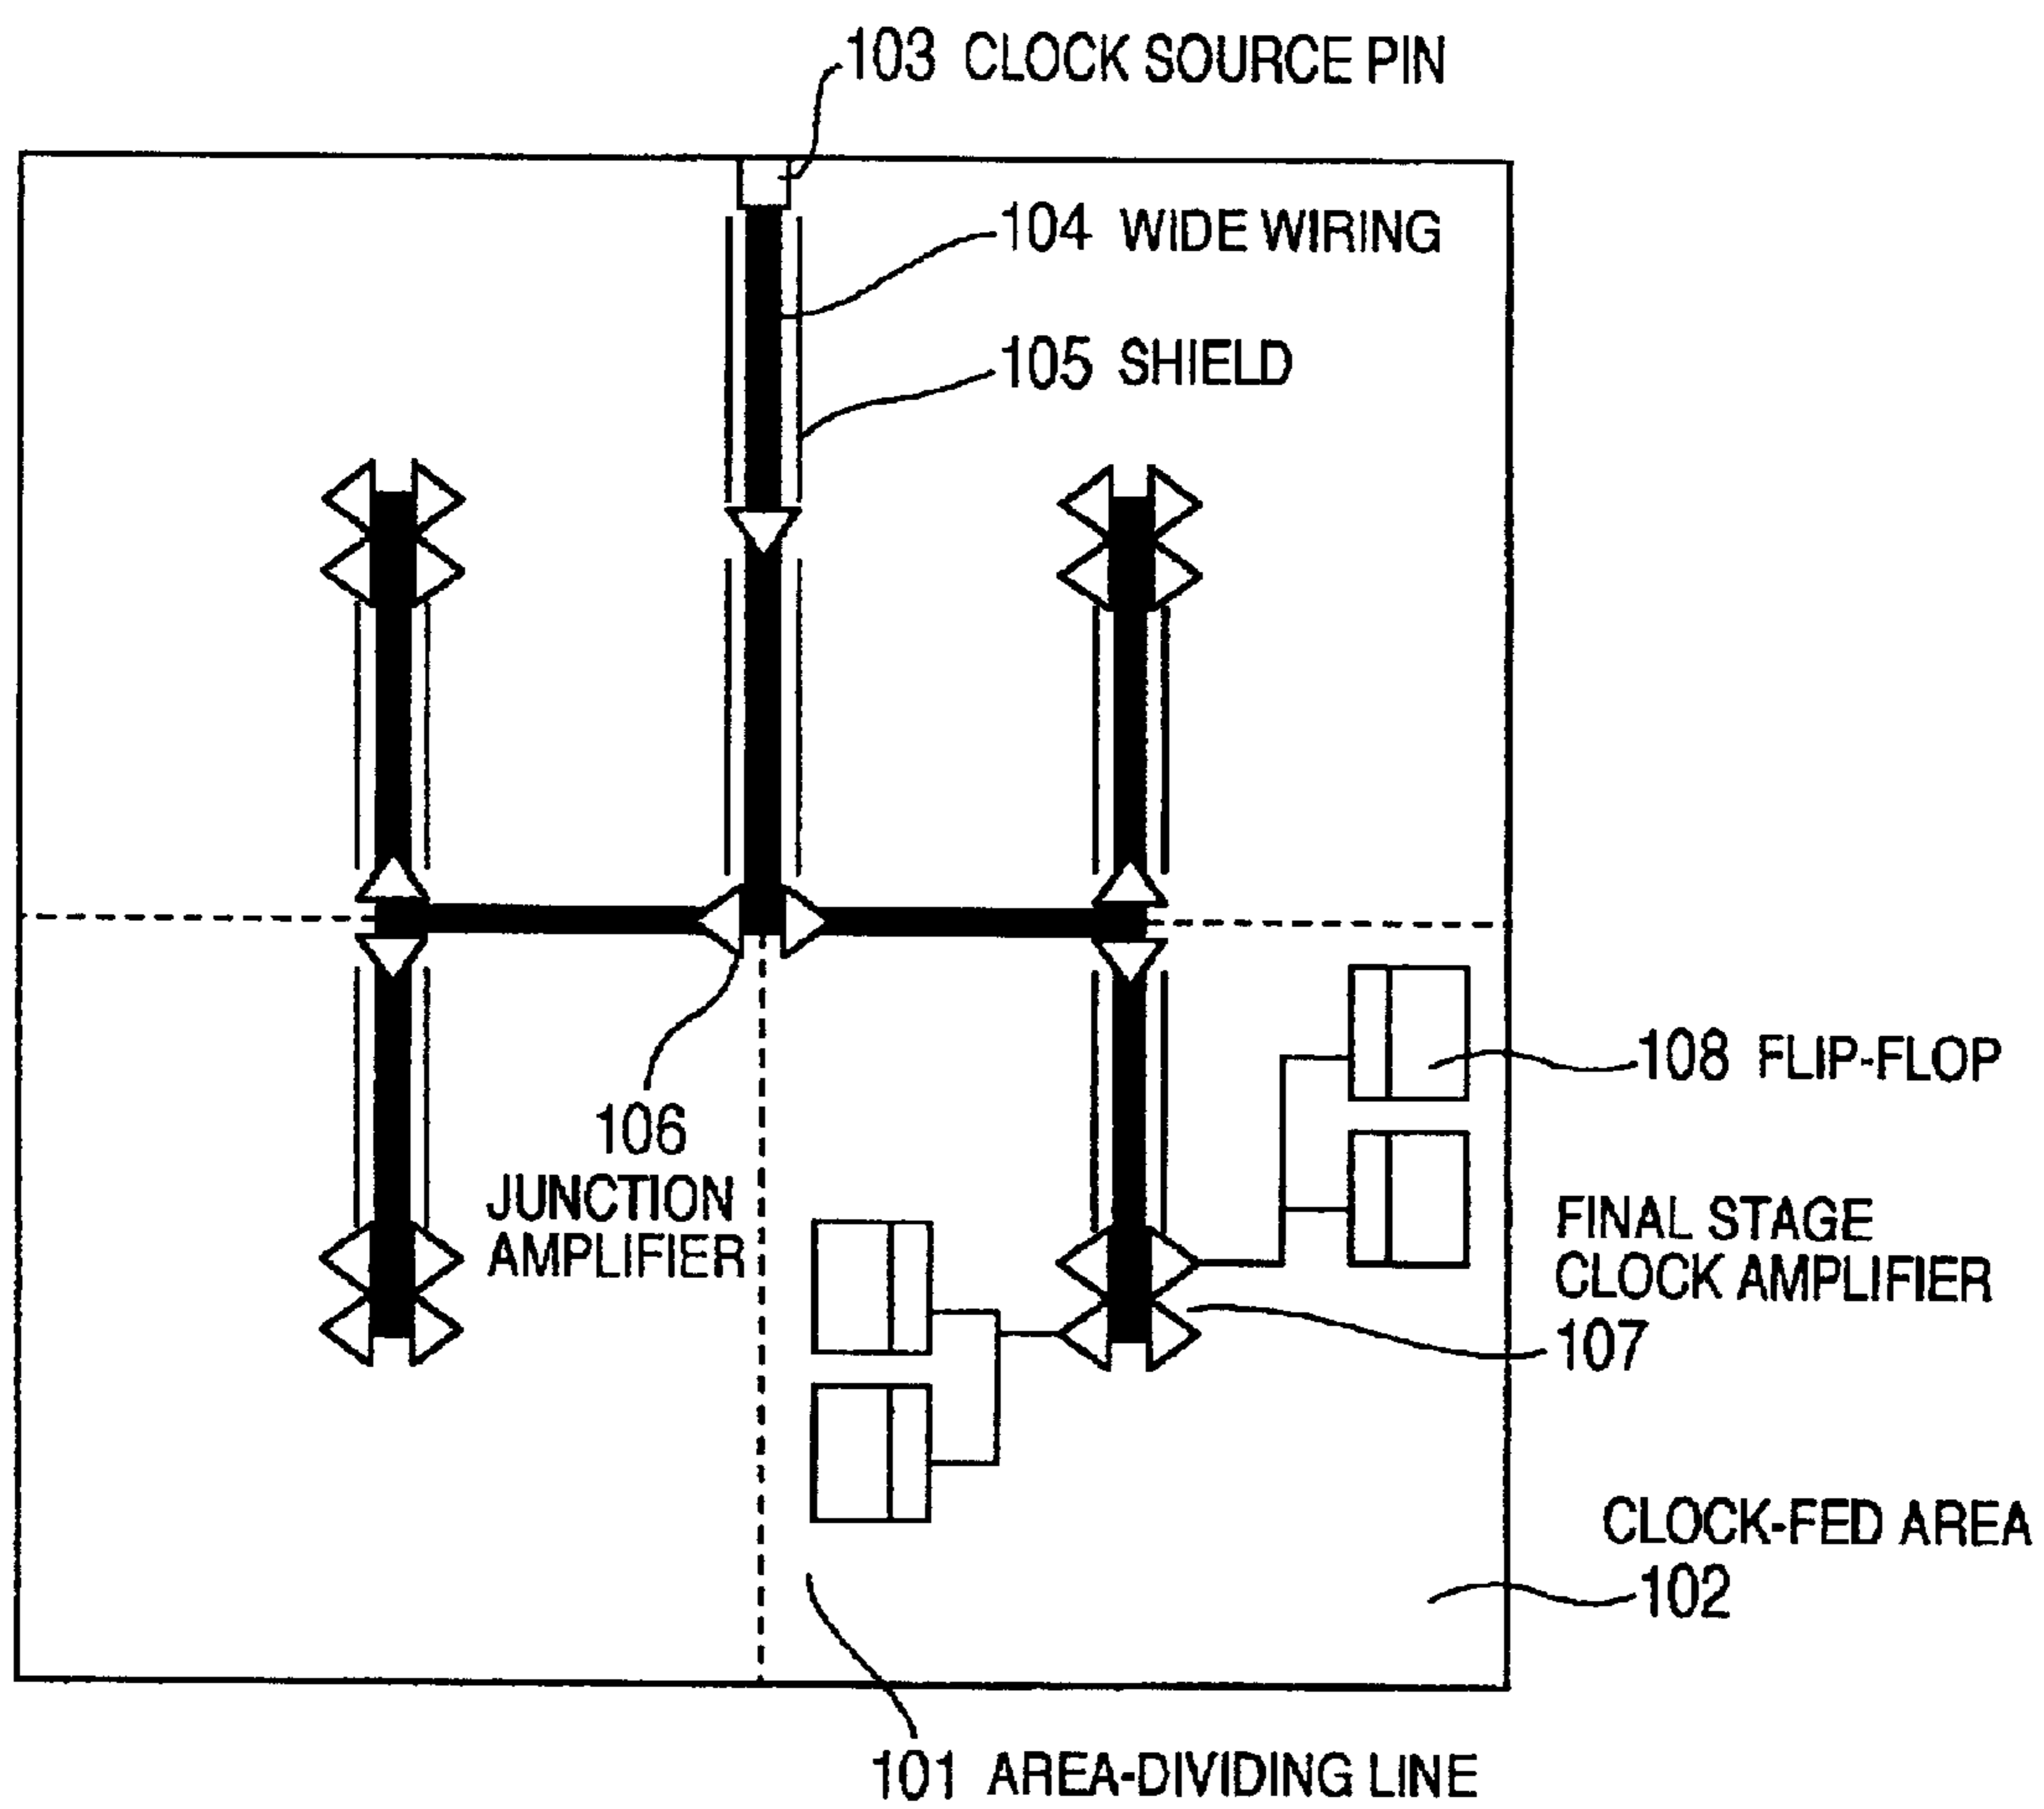 103 CLOCK SOURCE PIN
104 WIDE WIRING
105 SHIELD
108 FLIP-FLOP
106
JUNCTION
AMPLIFIER
FINAL STAGE
CLOCK AMPLIFIER
107
CLOCK-FED AREA
102
101 AREA-DIVIDING LINE